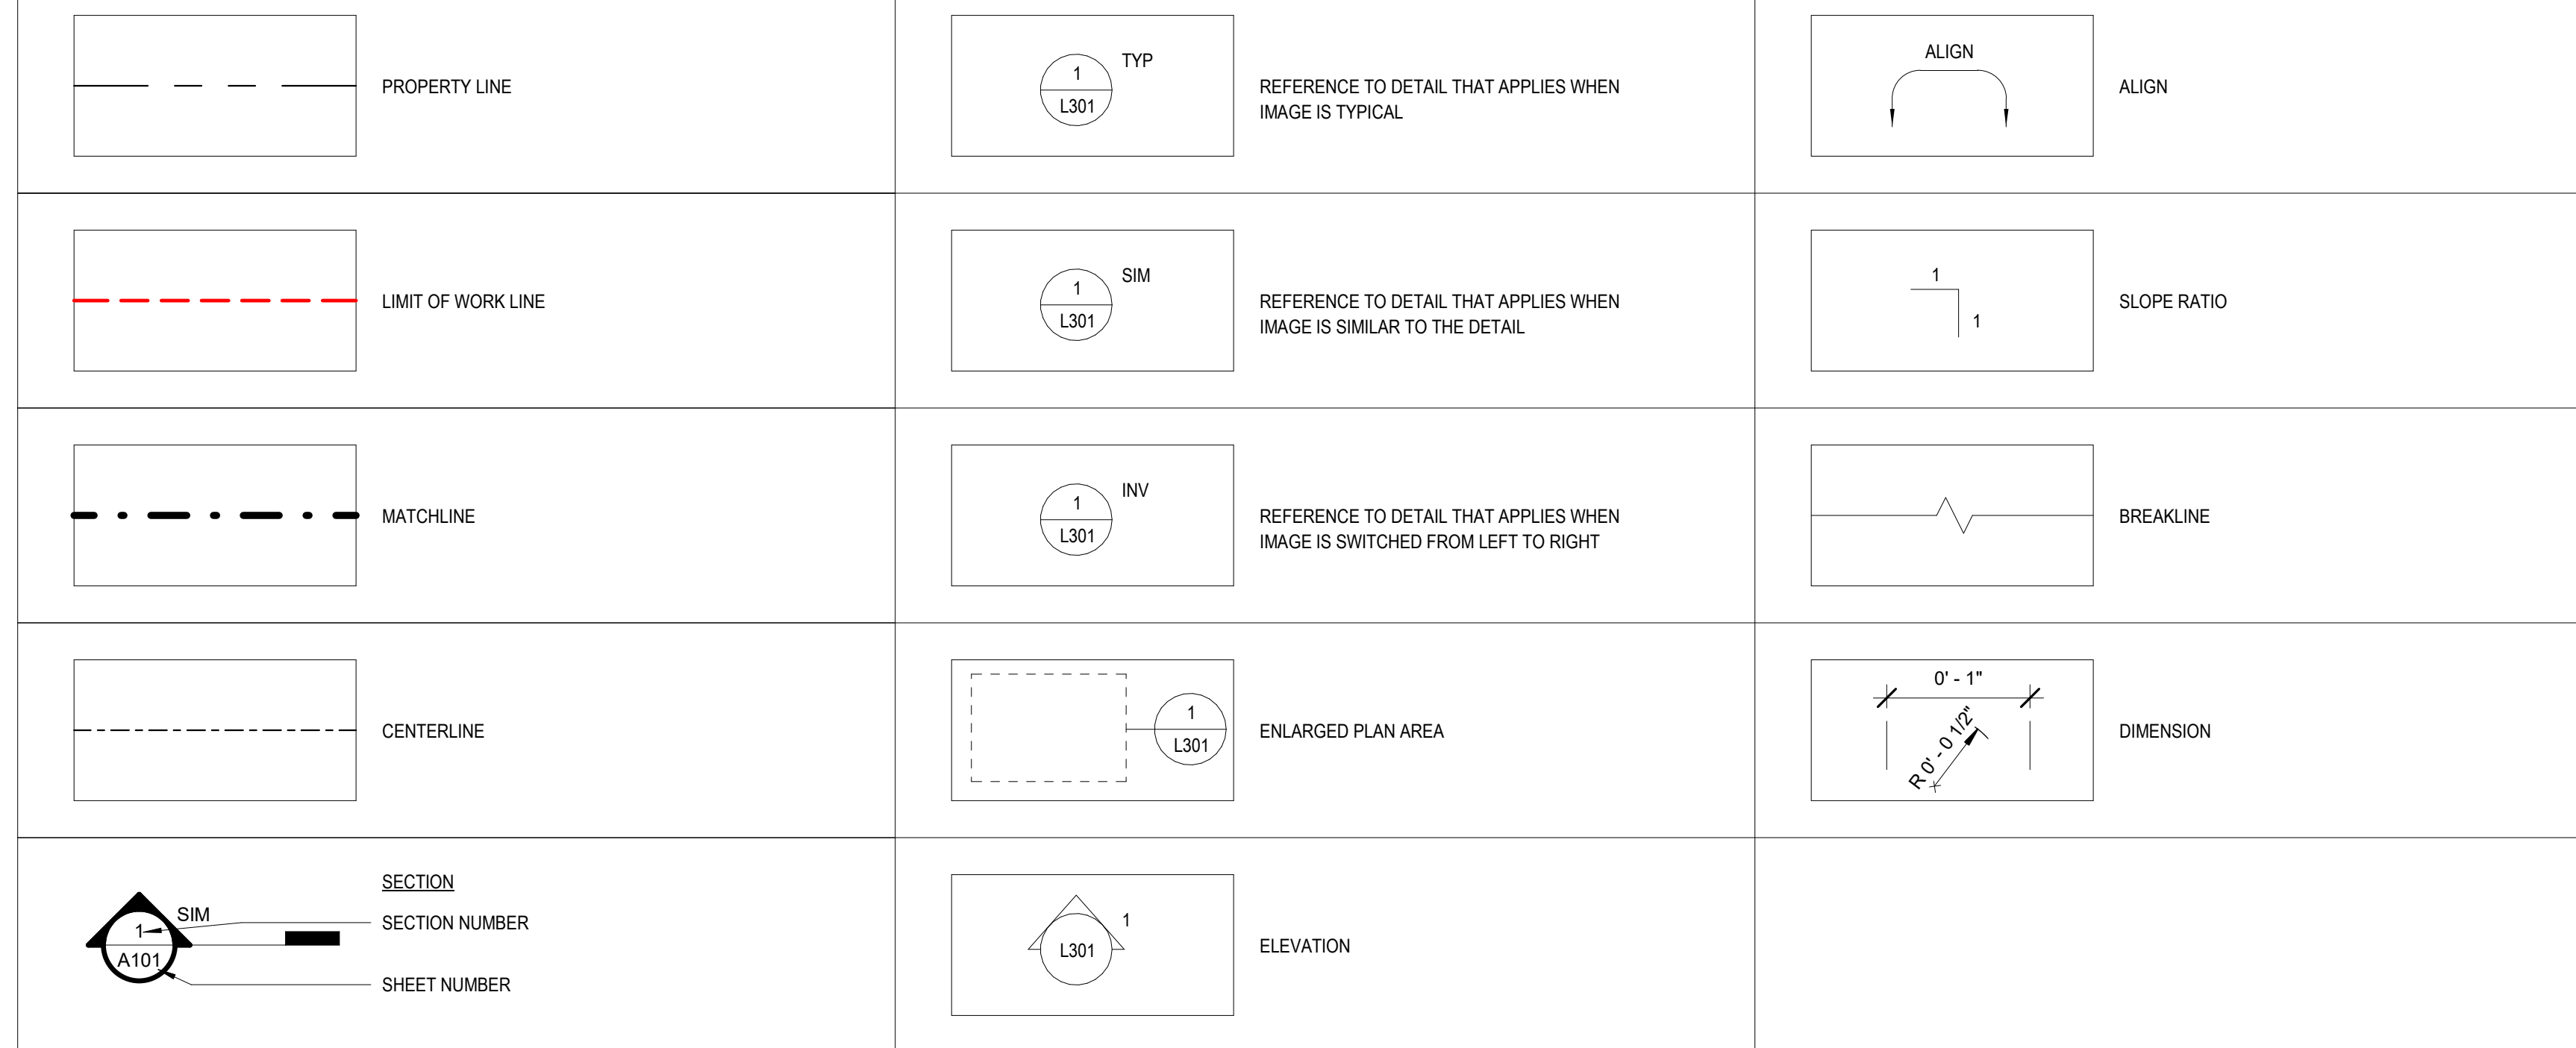 PROPERTY LINE
1
L301
TYP
REFERENCE TO DETAIL THAT APPLIES WHEN
IMAGE IS TYPICAL
ALIGN
ALIGN
LIMIT OF WORK LINE
1
L301
SIM
REFERENCE TO DETAIL THAT APPLIES WHEN
IMAGE IS SIMILAR TO THE DETAIL
1
1
SLOPE RATIO
MATCHLINE
1
L301
INV
REFERENCE TO DETAIL THAT APPLIES WHEN
IMAGE IS SWITCHED FROM LEFT TO RIGHT
BREAKLINE
CENTERLINE
1
L301
ENLARGED PLAN AREA
0' - 1"
R 0' - 0 1/2"
DIMENSION
SECTION
SIM
1
A101
SECTION NUMBER
SHEET NUMBER
1
L301
ELEVATION